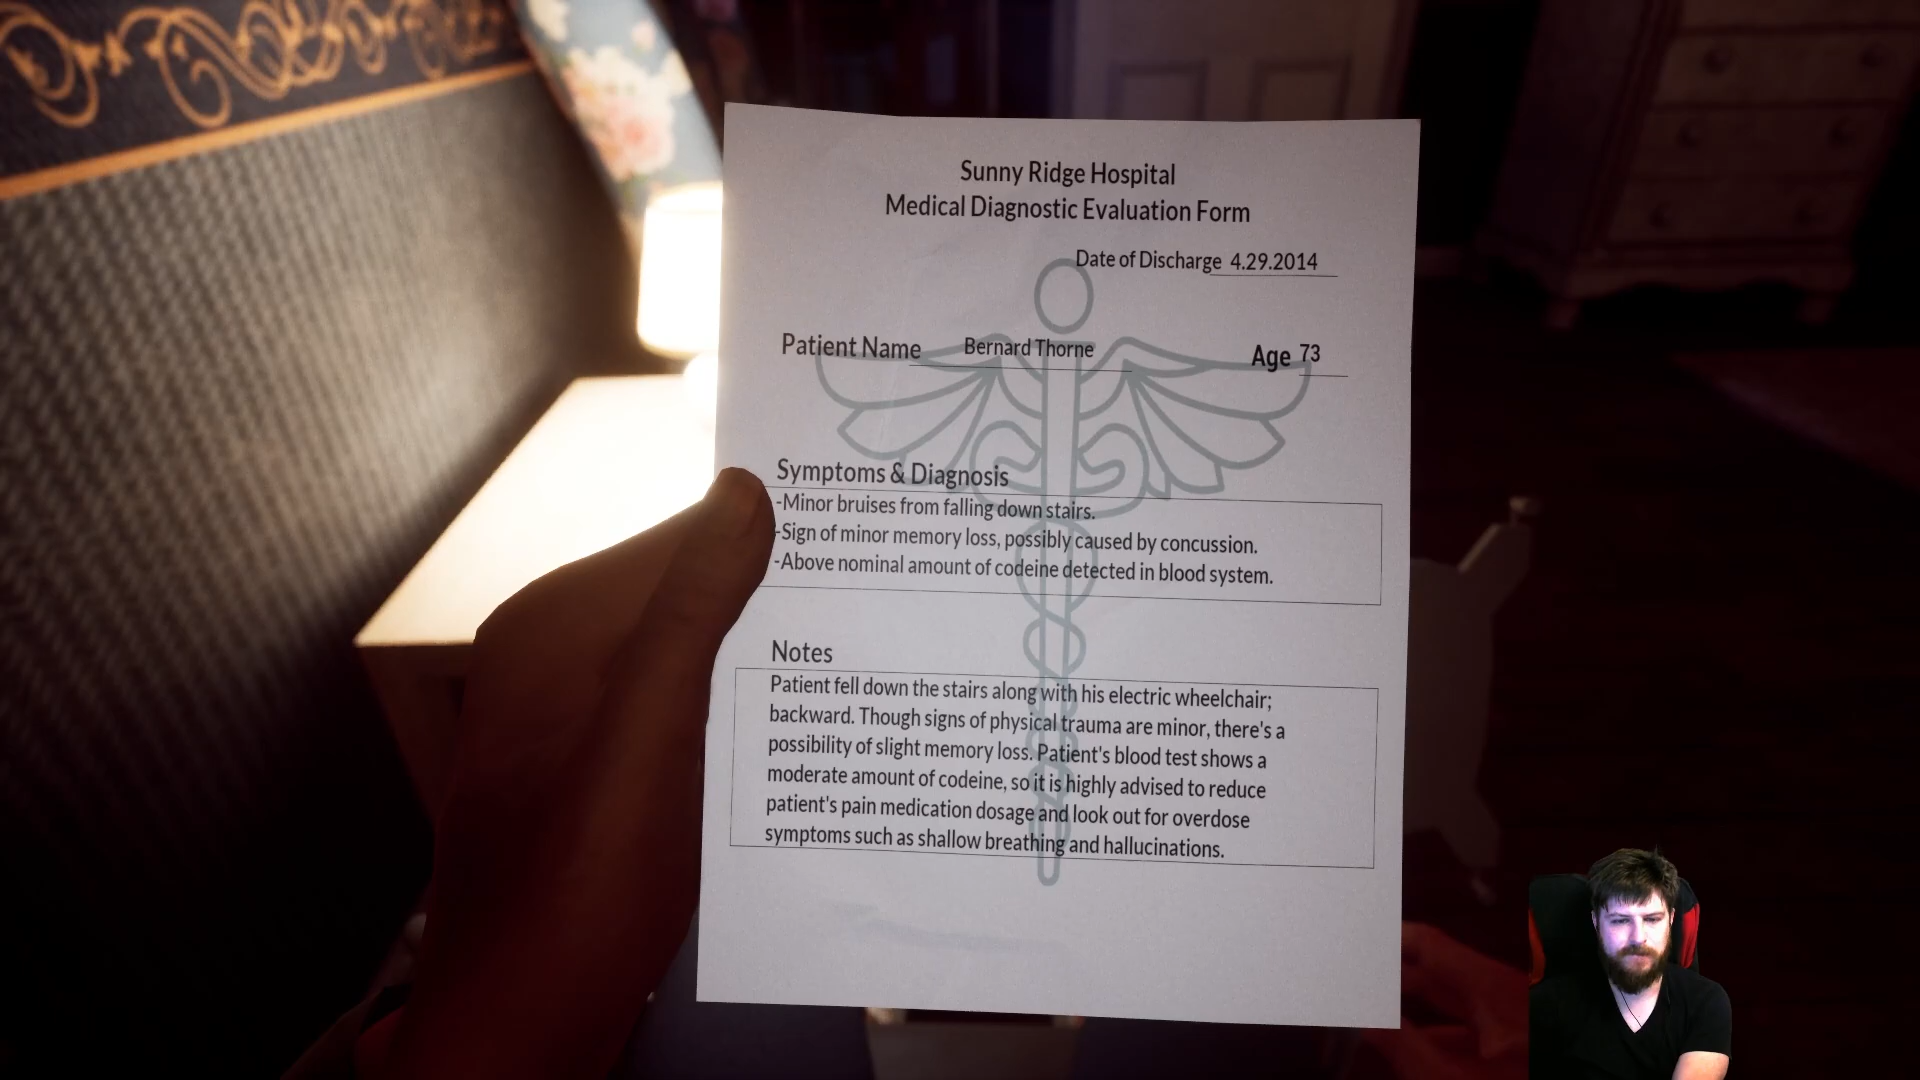 Sunny Ridge Hospital
Medical Diagnostic Evaluation Form
Date of Discharge 4.29.2014
Patient Name Bernard Thorne Age 73
Symptoms & Diagnosis
-Minor bruises from falling down stairs.
-Sign of minor memory loss, possibly caused by concussion.
-Above nominal amount of codeine detected in blood system.
Notes
Patient fell down the stairs along with his electric wheelchair;
backward. Though signs of physical trauma are minor, there's a
possibility of slight memory loss. Patient's blood test shows a
moderate amount of codeine, so it is highly advised to reduce
patient's pain medication dosage and look out for overdose
symptoms such as shallow breathing and hallucinations.